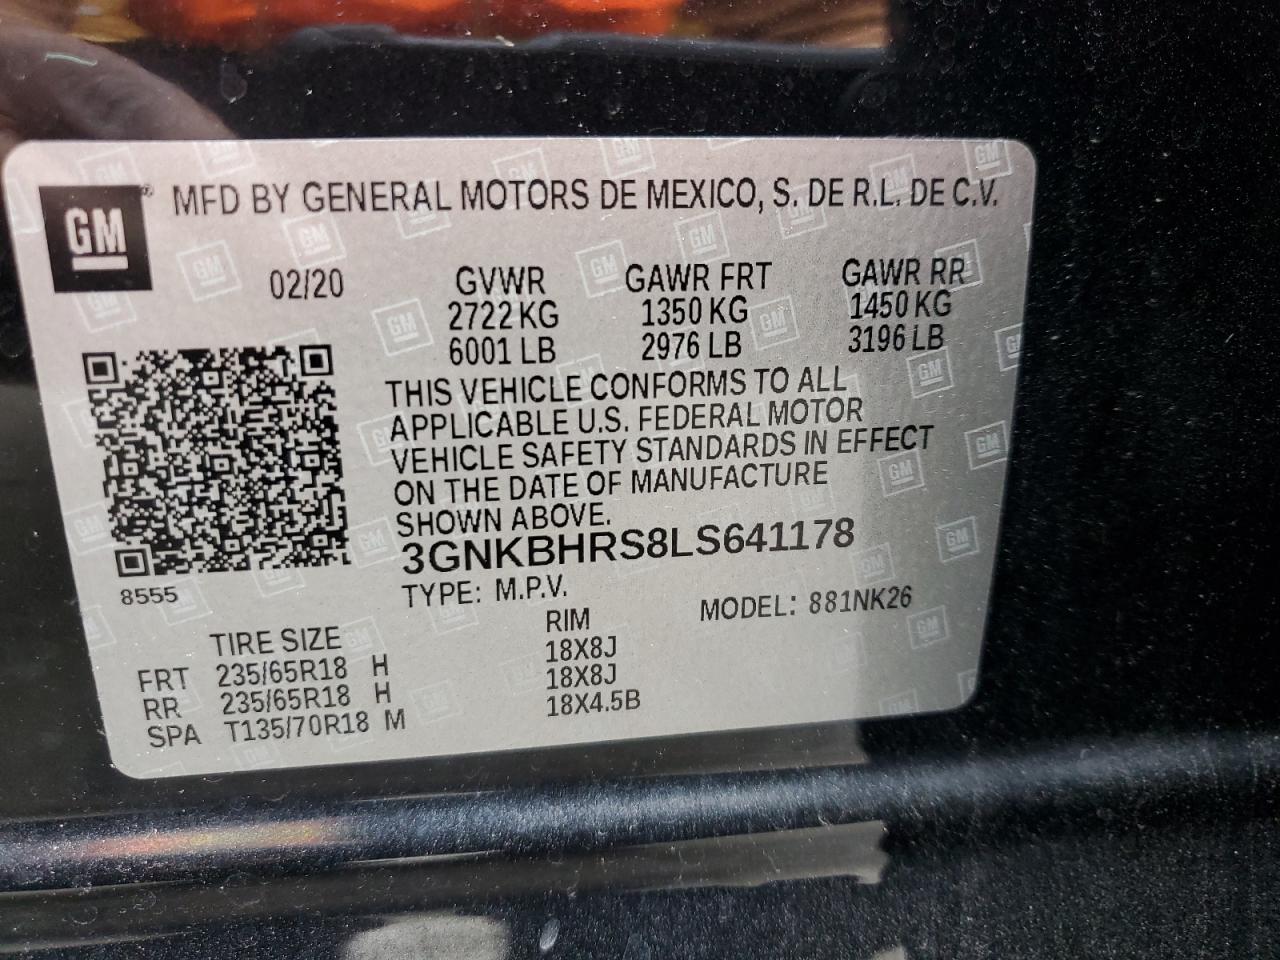 GM ® MFD BY GENERAL MOTORS DE MEXICO, S. DE R.L. DE C.V.
02/20 GVWR GAWR FRT GAWR RR
2722 KG 1350 KG 1450 KG
6001 LB 2976 LB 3196 LB
THIS VEHICLE CONFORMS TO ALL
APPLICABLE U.S. FEDERAL MOTOR
VEHICLE SAFETY STANDARDS IN EFFECT
ON THE DATE OF MANUFACTURE
SHOWN ABOVE.
3GNKBHRS8LS641178
8555 TYPE: M.P.V. MODEL: 881NK26
TIRE SIZE RIM
FRT 235/65R18 H 18X8J
RR 235/65R18 H 18X8J
SPA T135/70R18 M 18X4.5B